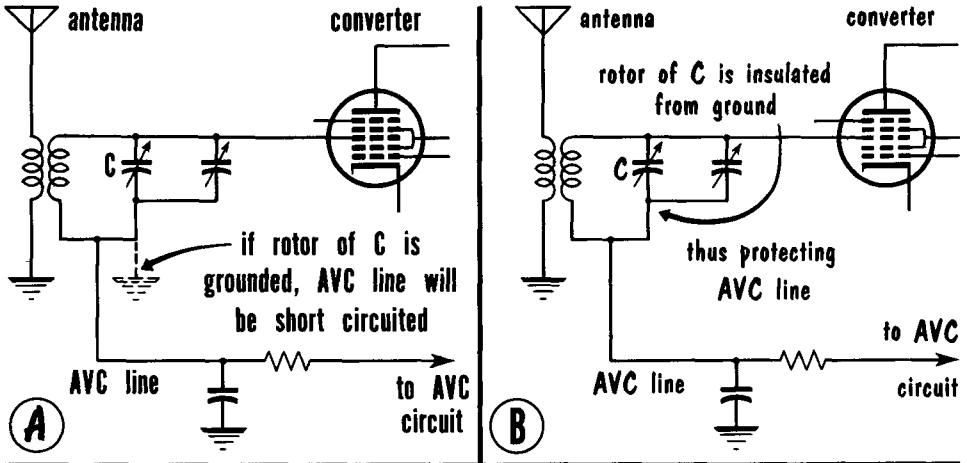 antenna
converter
C
if rotor of C is
grounded, AVC line will
be short circuited
AVC line
to AVC
circuit
A
antenna
converter
rotor of C is insulated
from ground
C
thus protecting
AVC line
to AVC
AVC line
circuit
B